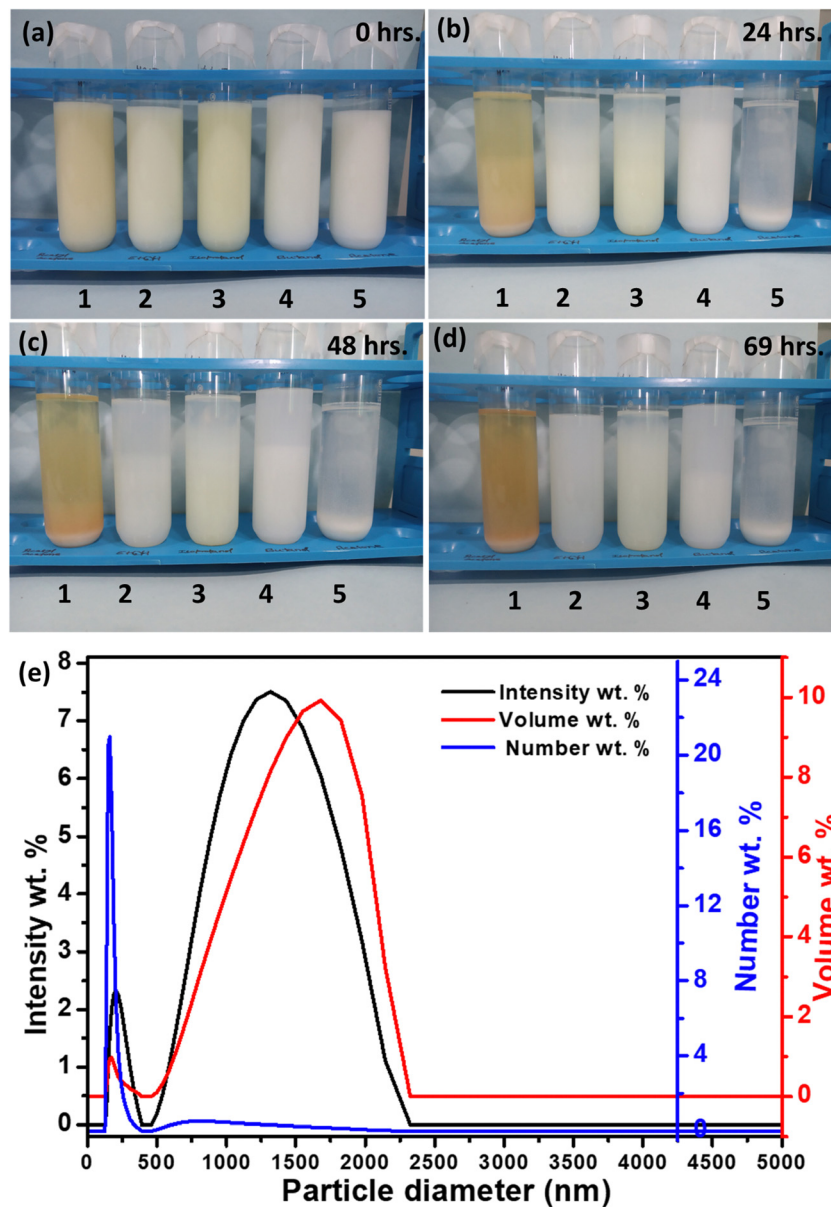 (a) 0 hrs.
1 2 3 4 5
(b) 24 hrs.
1 2 3 4 5
(c) 48 hrs.
1 2 3 4 5
(d) 69 hrs.
1 2 3 4 5
(e)
Intensity wt. %
Volume wt. %
Number wt. %
8
7
6
5
4
3
2
1
0
Intensity wt. %
24
20
16
12
8
4
0
Number wt. %
10
8
6
4
2
0
Volume wt. %
0 500 1000 1500 2000 2500 3000 3500 4000 4500 5000
Particle diameter (nm)